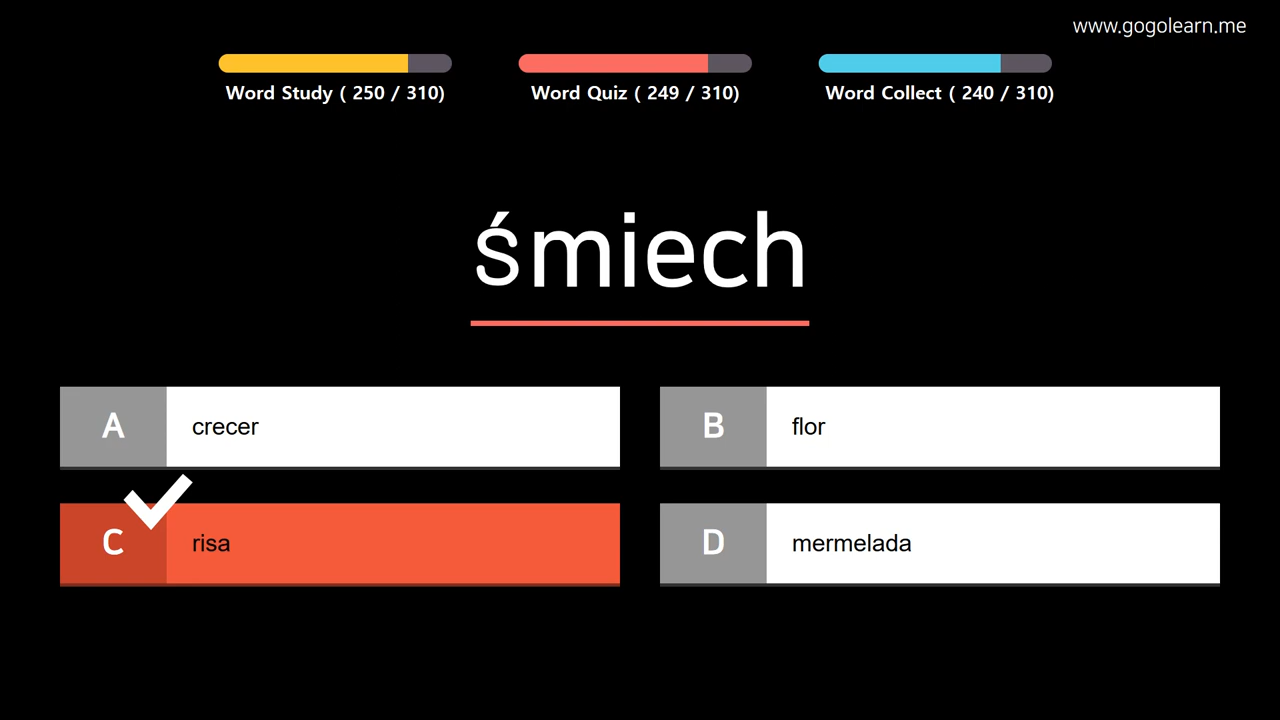 www.gogolearn.me
Word Study ( 250 / 310)
Word Quiz ( 249 / 310)
Word Collect ( 240 / 310)
śmiech
A crecer
B flor
C risa
D mermelada